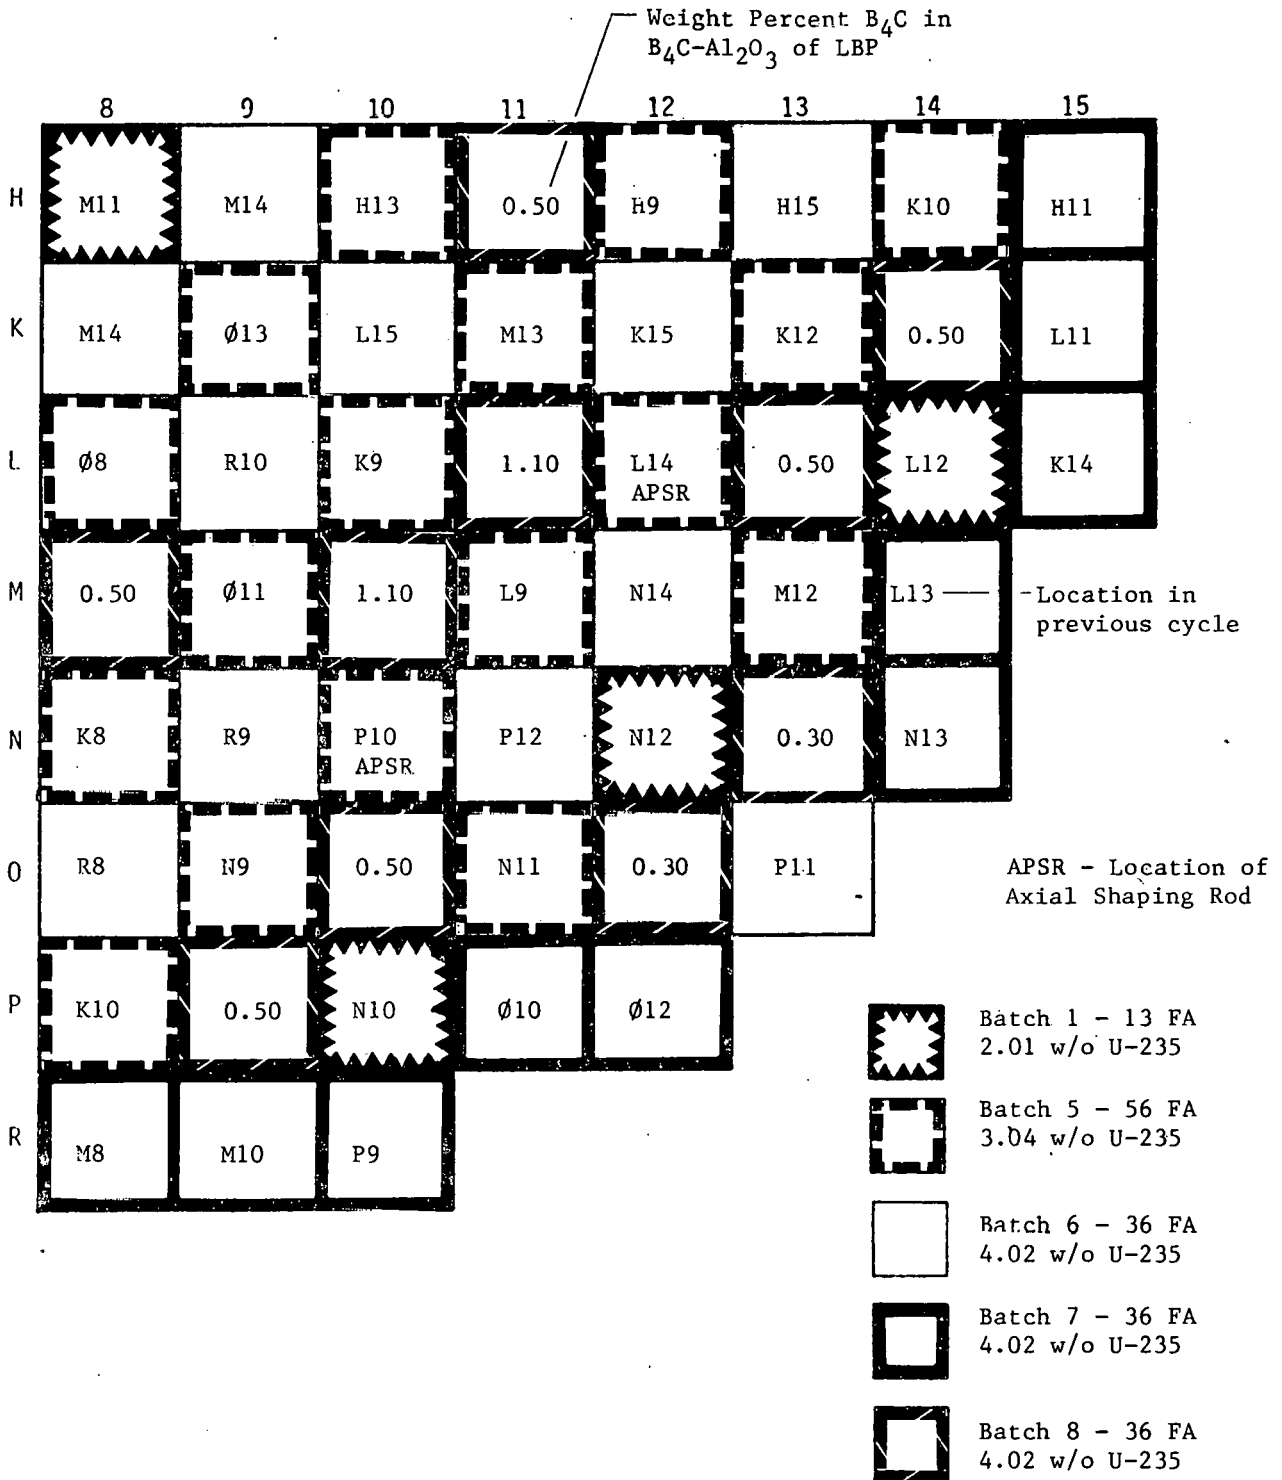 Weight Percent B₄C in
B₄C-Al₂O₃ of LBP
8 9 10 11 12 13 14 15
H M11 M14 H13 0.50 H9 H15 K10 H11
K M14 Ø13 L15 M13 K15 K12 0.50 L11
L Ø8 R10 K9 1.10 L14 0.50 L12 K14
APSR
M 0.50 Ø11 1.10 L9 N14 M12 L13 Location in
previous cycle
N K8 R9 P10 P12 N12 0.30 N13
APSR
O R8 N9 0.50 N11 0.30 P11
APSR - Location of
Axial Shaping Rod
P K10 0.50 N10 Ø10 Ø12
R M8 M10 P9
Batch 1 - 13 FA
2.01 w/o U-235
Batch 5 - 56 FA
3.04 w/o U-235
Batch 6 - 36 FA
4.02 w/o U-235
Batch 7 - 36 FA
4.02 w/o U-235
Batch 8 - 36 FA
4.02 w/o U-235